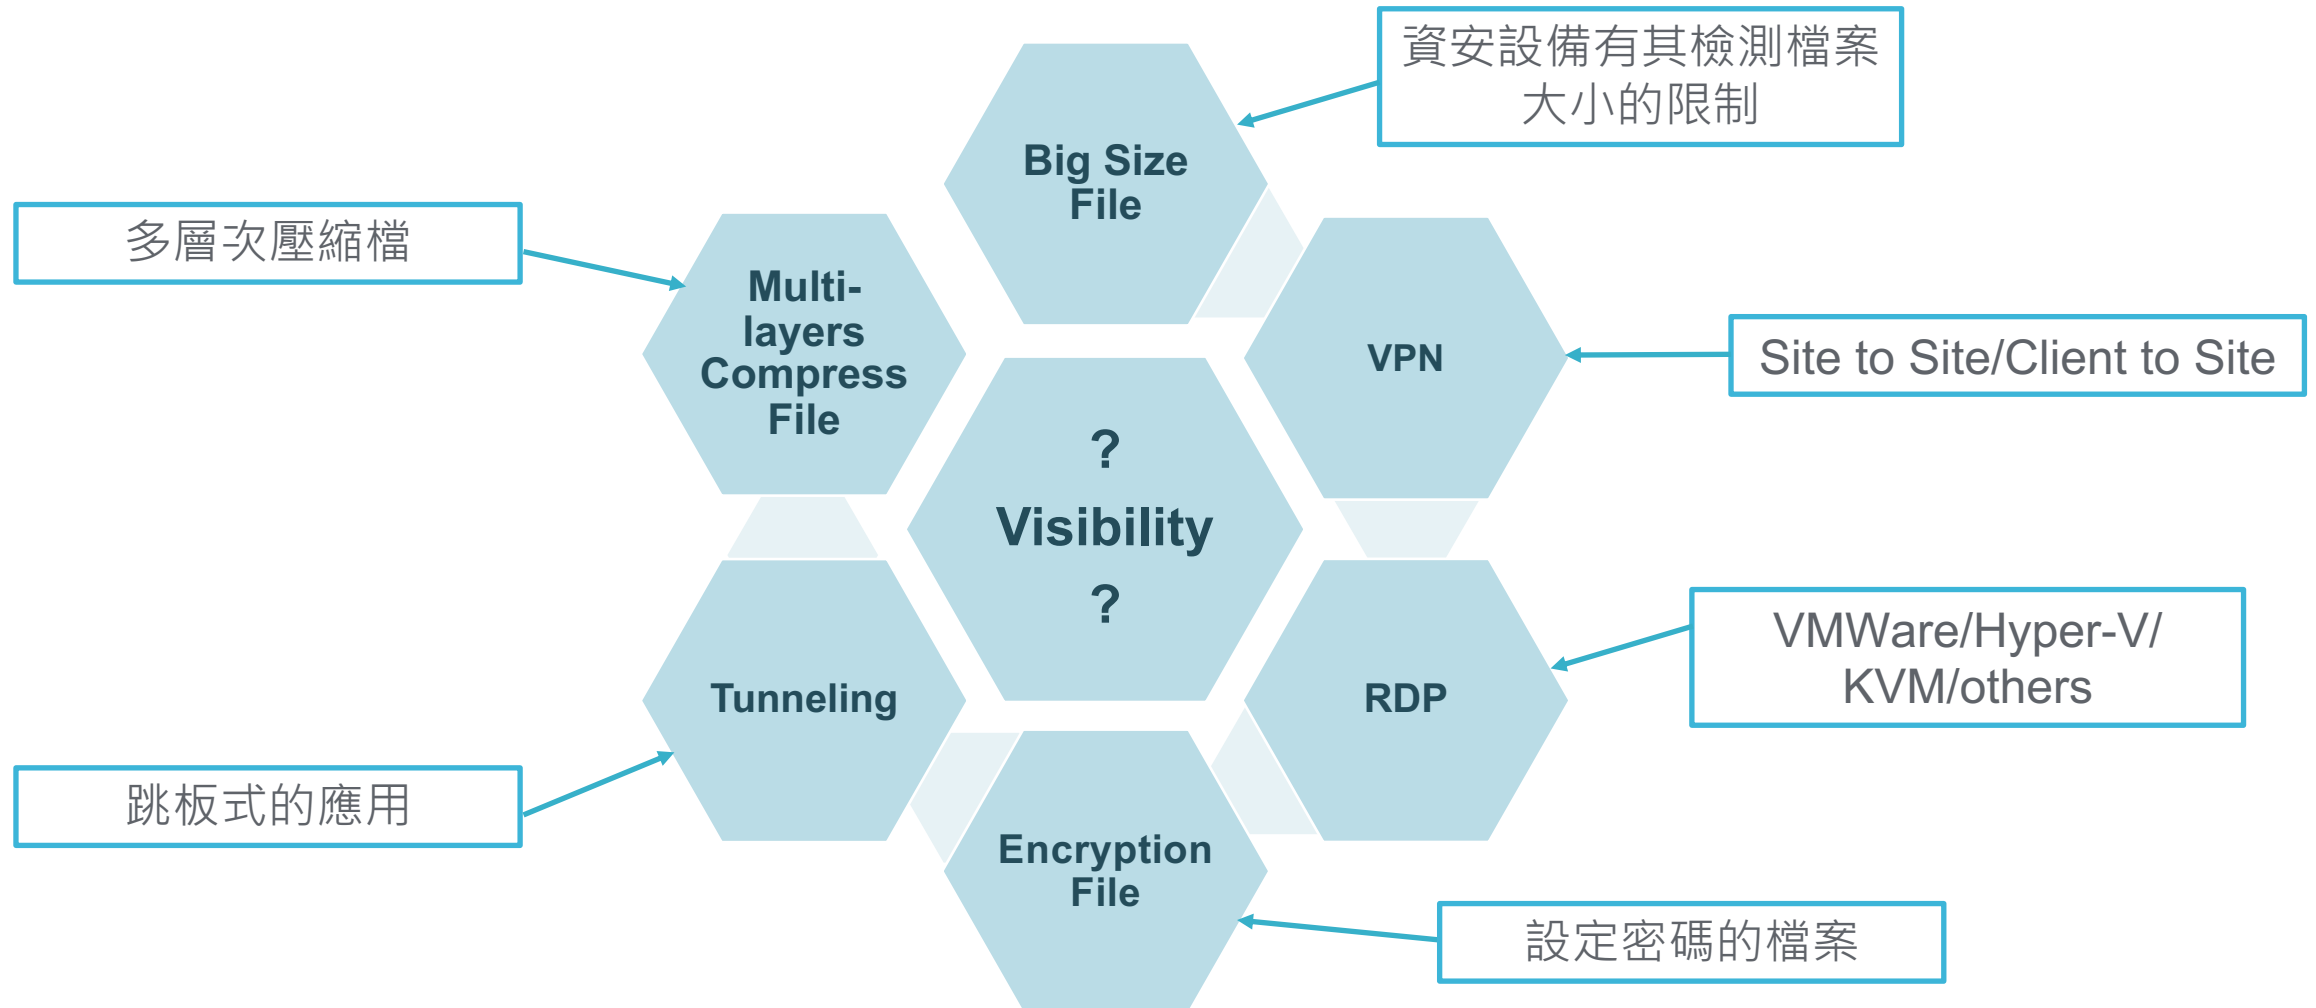 資安設備有其檢測檔案
大小的限制
Big Size
File
多層次壓縮檔
Multi-
layers
Compress
File
VPN
Site to Site/Client to Site
?
Visibility
?
Tunneling
RDP
VMWare/Hyper-V/
KVM/others
跳板式的應用
Encryption
File
設定密碼的檔案